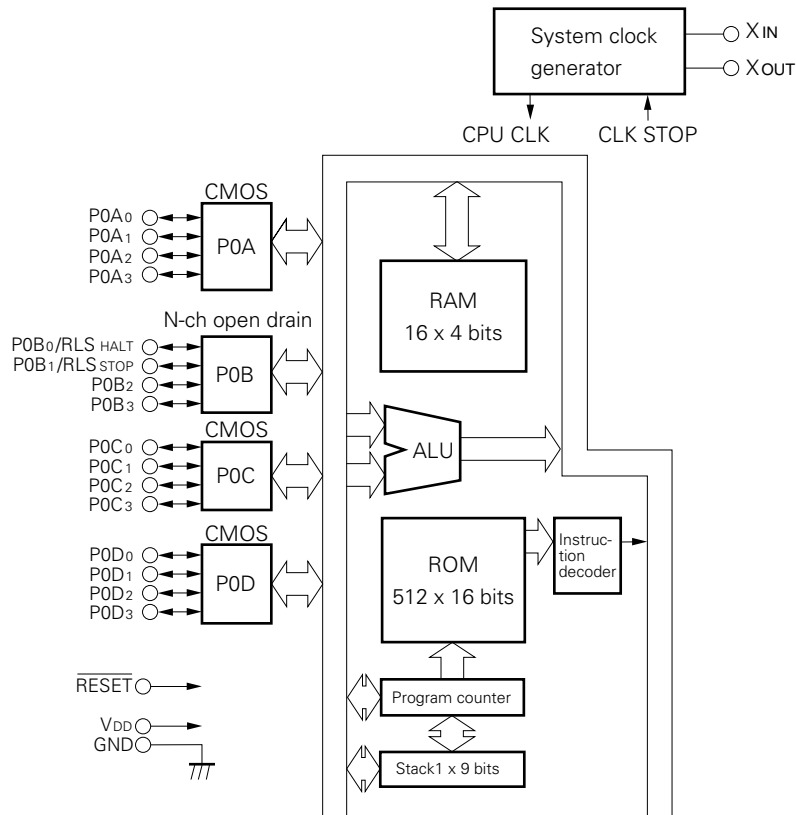 System clock
generator
XIN
XOUT
CPU CLK
CLK STOP
CMOS
P0A0
P0A1
P0A2
P0A3
P0A
RAM
16 x 4 bits
N-ch open drain
P0B0/RLS HALT
P0B1/RLS STOP
P0B2
P0B3
P0B
CMOS
P0C0
P0C1
P0C2
P0C3
P0C
ALU
CMOS
P0D0
P0D1
P0D2
P0D3
P0D
ROM
512 x 16 bits
Instruc-
tion
decoder
RESET
Program counter
VDD
GND
Stack1 x 9 bits